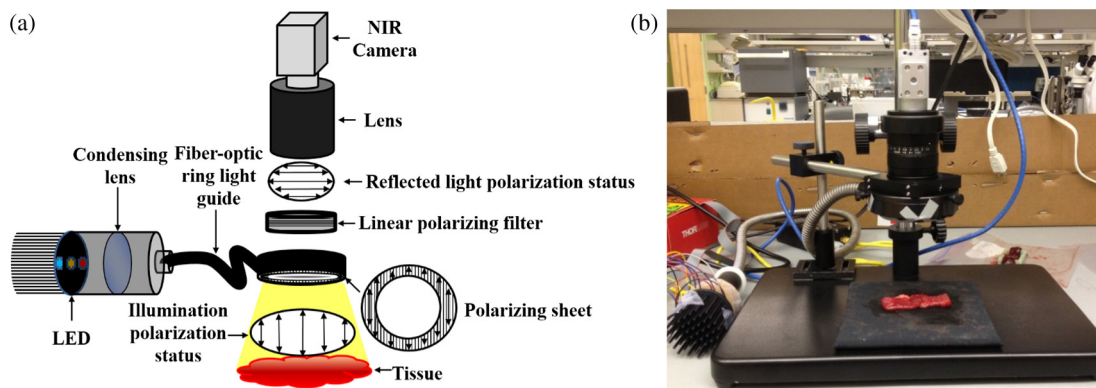 (a)
NIR
Camera
Lens
Condensing
lens
Fiber-optic
ring light
guide
Reflected light polarization status
Linear polarizing filter
Polarizing sheet
LED
Illumination
polarization
status
Tissue
(b)
THOR